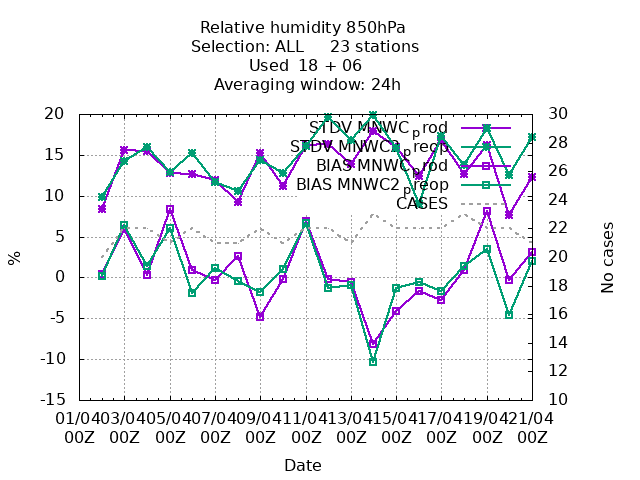 Relative humidity 850hPa
Selection: ALL 23 stations
Used 18 + 06
Averaging window: 24h
20 30
STDV MNWC_prod
28
STDV MNWC2_preop
15
26
BIAS MNWC_prod
BIAS MNWC2_preop
10
24
CASES
5
22
% No cases
0
20
18
-5
16
-10
14
12
-15 10
01/04 03/04 05/04 07/04 09/04 11/04 13/04 15/04 17/04 19/04 21/04
00Z 00Z 00Z 00Z 00Z 00Z 00Z 00Z 00Z 00Z 00Z
Date